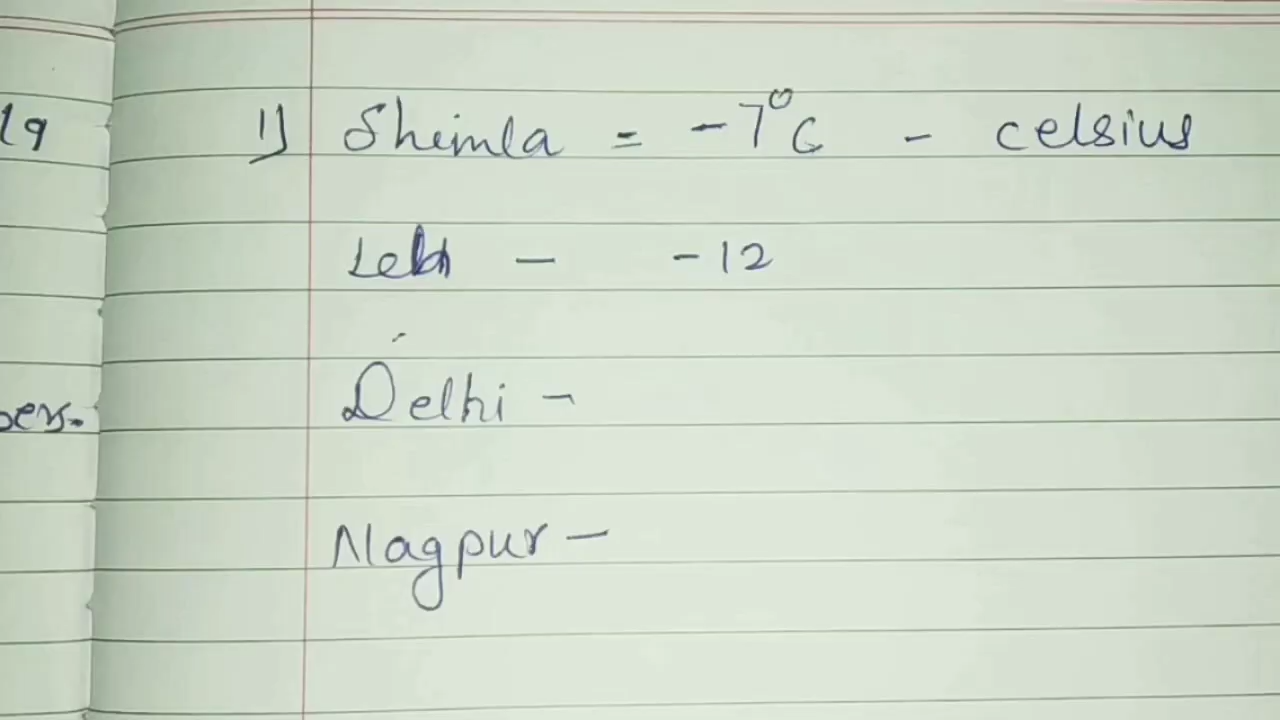 19
1) Shimla = -7°C - celsius
Leh - -12
Delhi -
Nagpur -